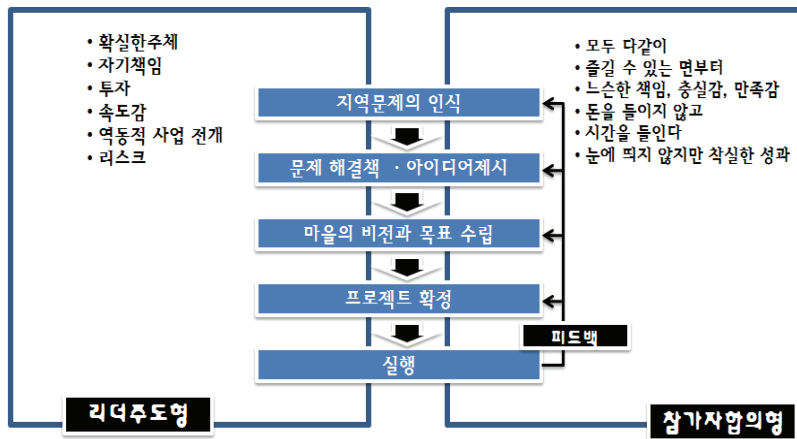 • 확실한주체
• 자기책임
• 투자
• 속도감
• 역동적 사업 전개
• 리스크
지역문제의 인식
문제 해결책 ·아이디어제시
마을의 비전과 목표 수립
프로젝트 확정
실행
피드백
• 모두 다같이
• 즐길 수 있는 면부터
• 느슨한 책임, 충실감, 만족감
• 돈을 들이지 않고
• 시간을 들인다
• 눈에 띄지 않지만 착실한 성과
리더주도형
참가자합의형